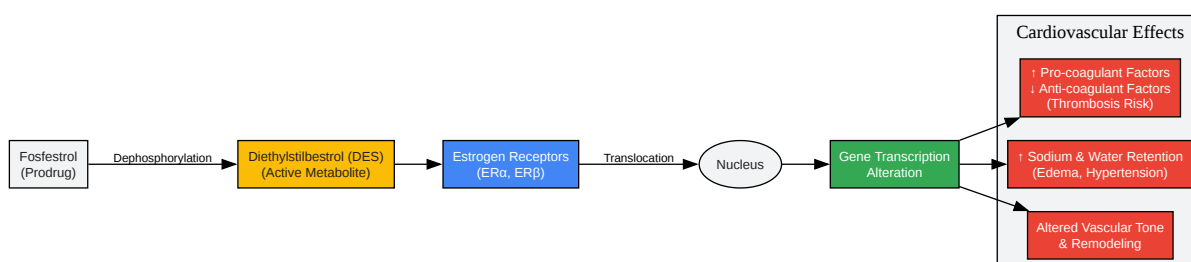 Cardiovascular Effects
↑ Pro-coagulant Factors
↓ Anti-coagulant Factors
(Thrombosis Risk)
Fosfestrol
(Prodrug)
Dephosphorylation
Diethylstilbestrol (DES)
(Active Metabolite)
Estrogen Receptors
(ERα, ERβ)
Translocation
Nucleus
Gene Transcription
Alteration
↑ Sodium & Water Retention
(Edema, Hypertension)
Altered Vascular Tone
& Remodeling